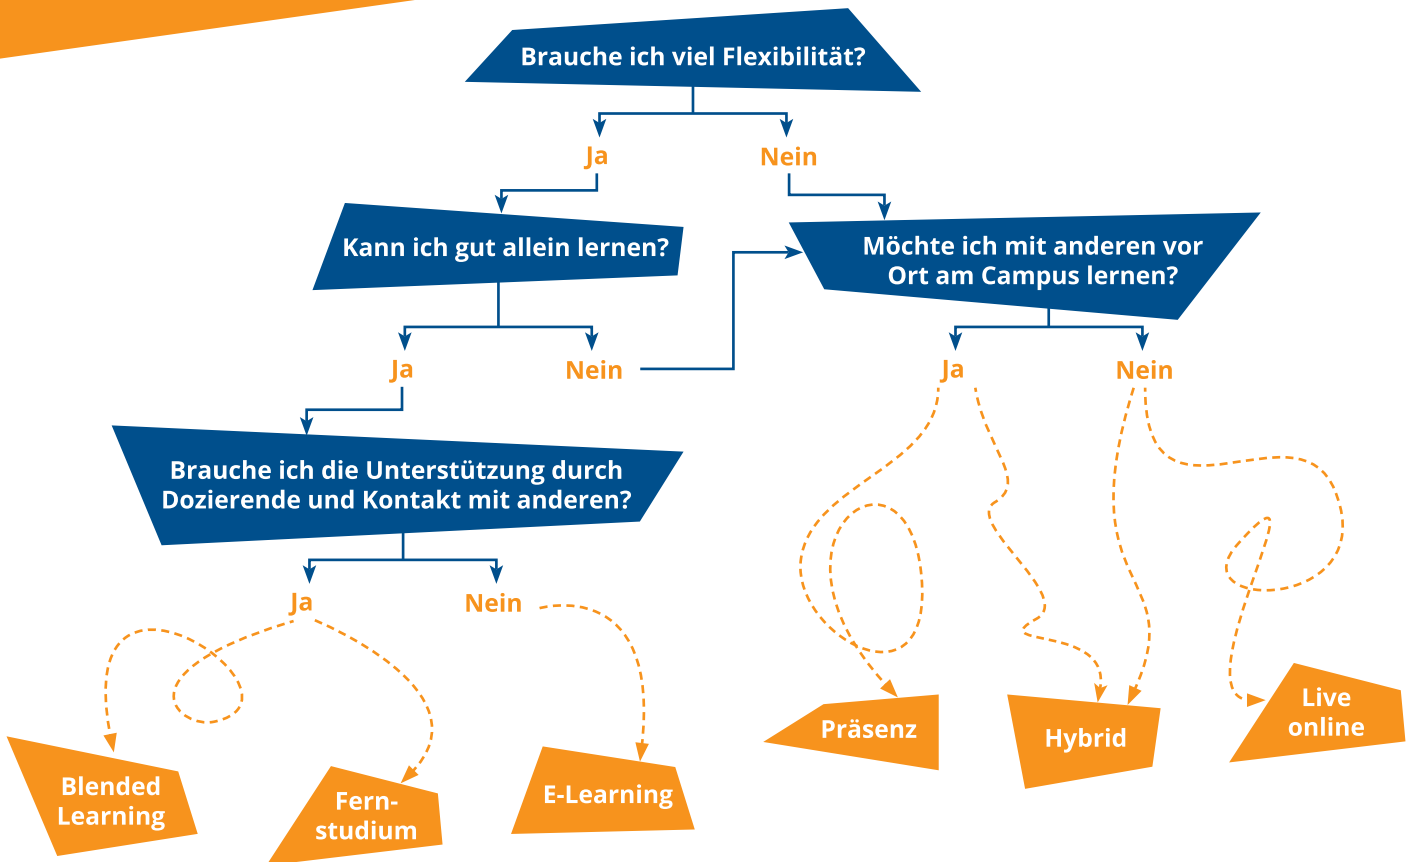 Brauche ich viel Flexibilität?
Ja
Nein
Kann ich gut allein lernen?
Möchte ich mit anderen vor
Ort am Campus lernen?
Ja
Nein
Ja
Nein
Brauche ich die Unterstützung durch
Dozierende und Kontakt mit anderen?
Ja
Nein
Blended
Learning
Fern-
studium
E-Learning
Präsenz
Hybrid
Live
online